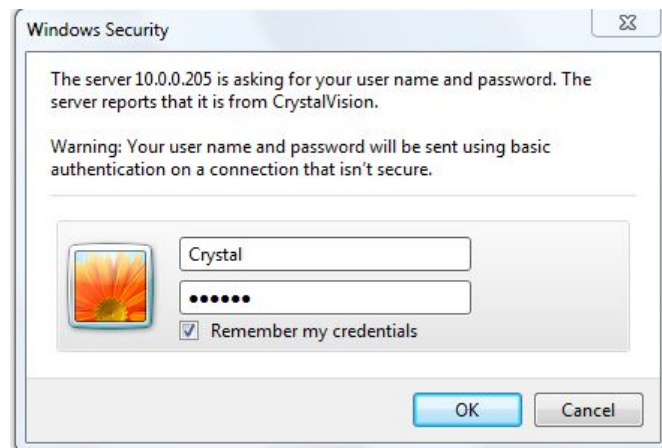 Windows Security
The server 10.0.0.205 is asking for your user name and password. The
server reports that it is from CrystalVision.
Warning: Your user name and password will be sent using basic
authentication on a connection that isn't secure.
Crystal
••••••
Remember my credentials
OK
Cancel